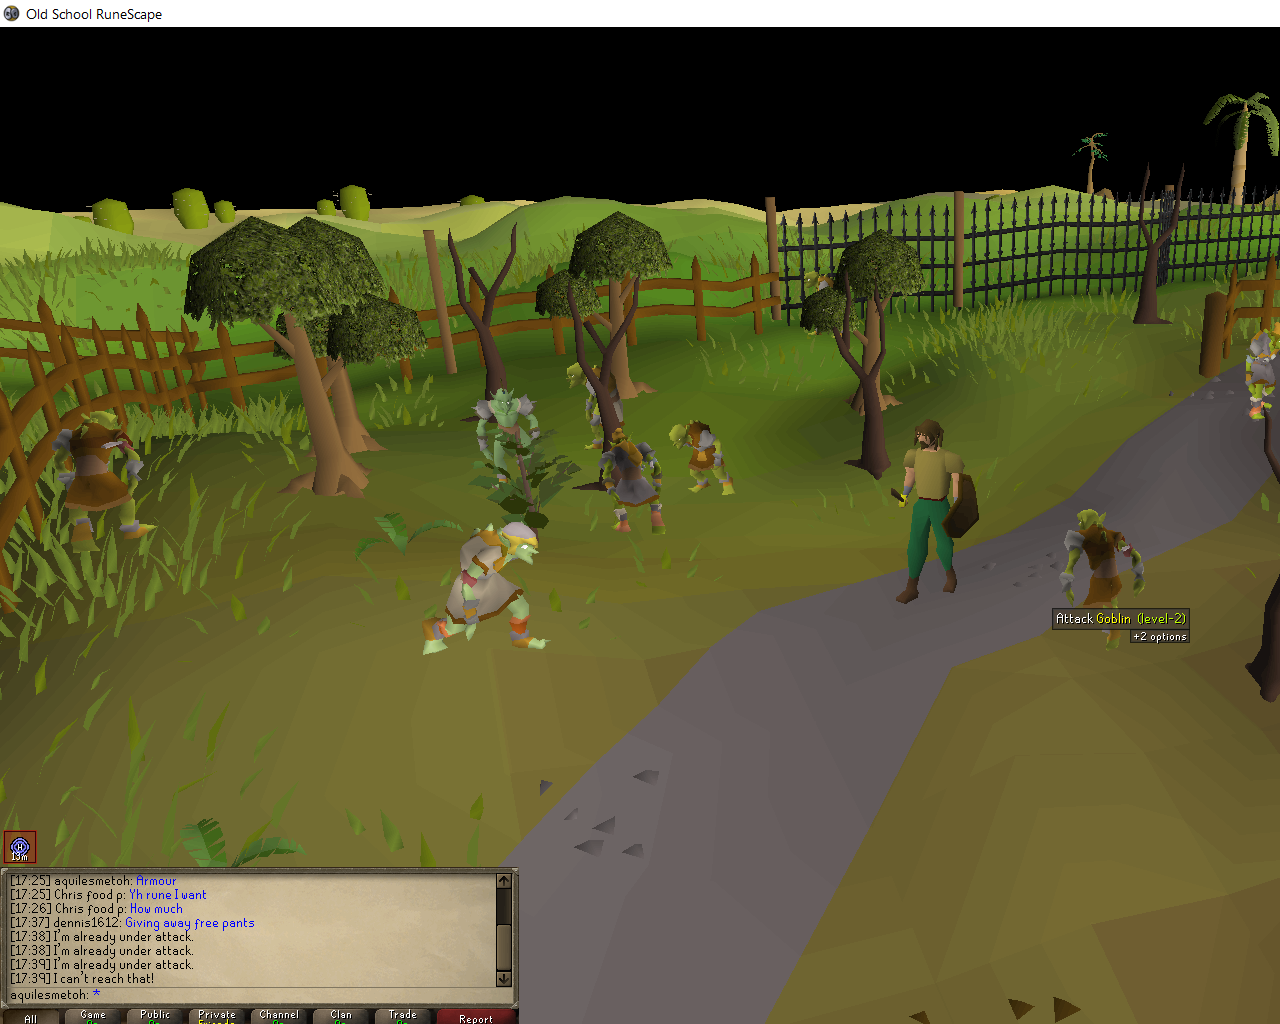 Old School RuneScape
Attack Goblin (level-2)
+2 options
13m
[17:25] aquilesmetoh: Armour
[17:25] Chris food p: Yh rune I want
[17:26] Chris food p: How much
[17:37] dennis1612: Giving away free pants
[17:38] I'm already under attack.
[17:38] I'm already under attack.
[17:39] I'm already under attack.
[17:39] I can't reach that!
aquilesmetoh: *
All Game Public Private Channel Clan Trade Report
Friends